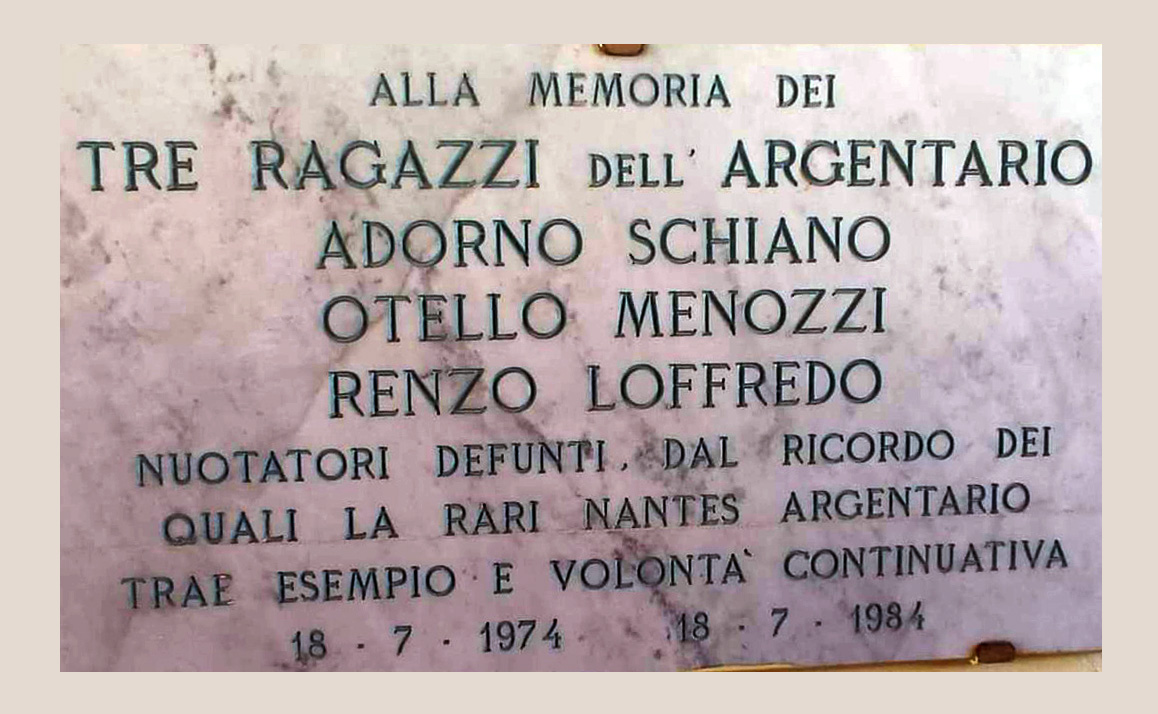 ALLA MEMORIA DEI
TRE RAGAZZI DELL' ARGENTARIO
ADORNO SCHIANO
OTELLO MENOZZI
RENZO LOFFREDO
NUOTATORI DEFUNTI, DAL RICORDO DEI
QUALI LA RARI NANTES ARGENTARIO
TRAE ESEMPIO E VOLONTA` CONTINUATIVA
18 · 7 · 1974 18 · 7 · 1984